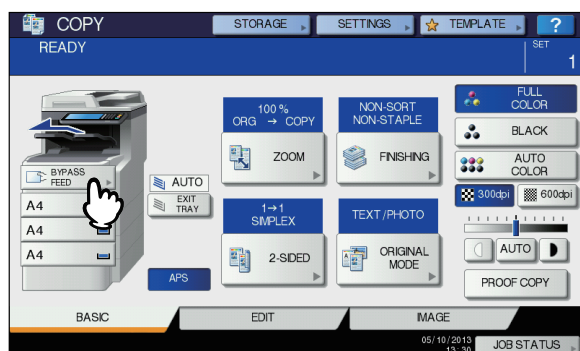 COPY
STORAGE
SETTINGS
TEMPLATE
?
READY
SET
1
BYPASS
FEED
A4
A4
A4
AUTO
EXIT
TRAY
APS
100 %
ORG → COPY
ZOOM
NON-SORT
NON-STAPLE
FINISHING
1→1
SIMPLEX
2-SIDED
TEXT/PHOTO
ORIGINAL
MODE
FULL
COLOR
BLACK
AUTO
COLOR
300dpi
600dpi
AUTO
PROOF COPY
BASIC
EDIT
IMAGE
05/10/2013
13:30
JOB STATUS